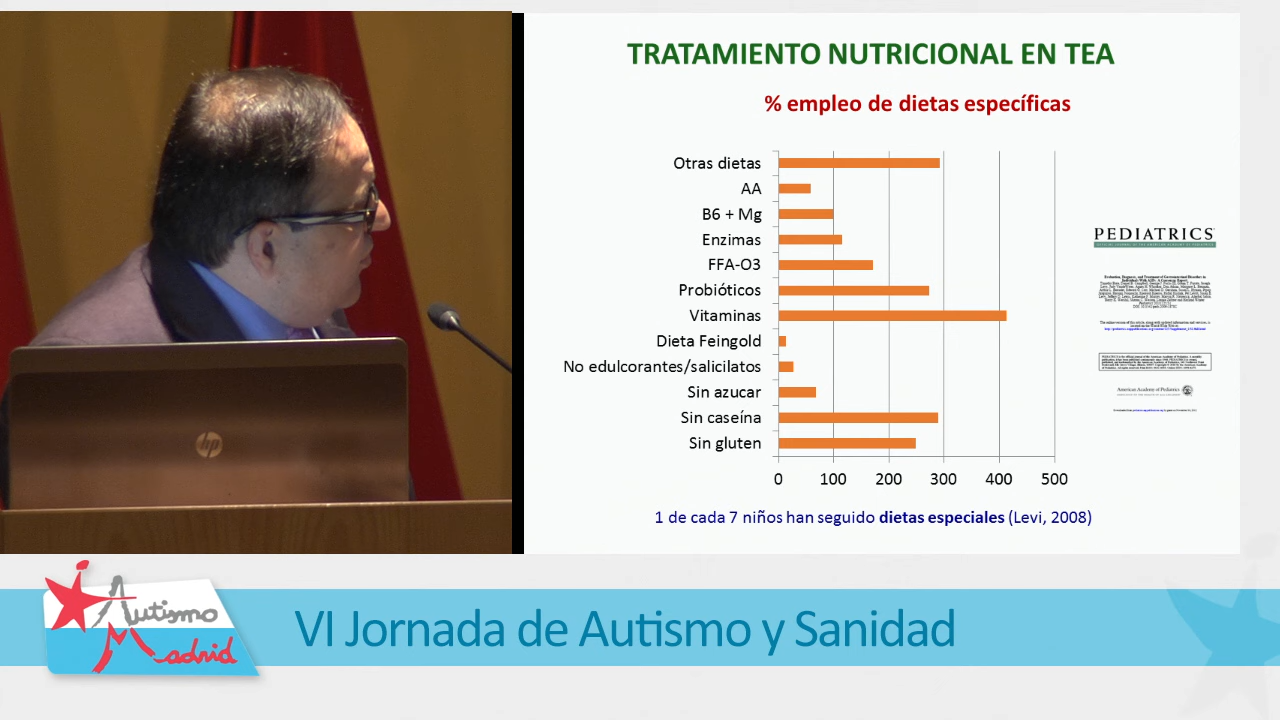 TRATAMIENTO NUTRICIONAL EN TEA
% empleo de dietas específicas
Otras dietas
AA
B6 + Mg
Enzimas
FFA-O3
Probióticos
Vitaminas
Dieta Feingold
No edulcorantes/salicilatos
Sin azucar
Sin caseína
Sin gluten
0 100 200 300 400 500
PEDIATRICS
American Academy of Pediatrics
1 de cada 7 niños han seguido dietas especiales (Levi, 2008)
hp
Autismo
Madrid
VI Jornada de Autismo y Sanidad